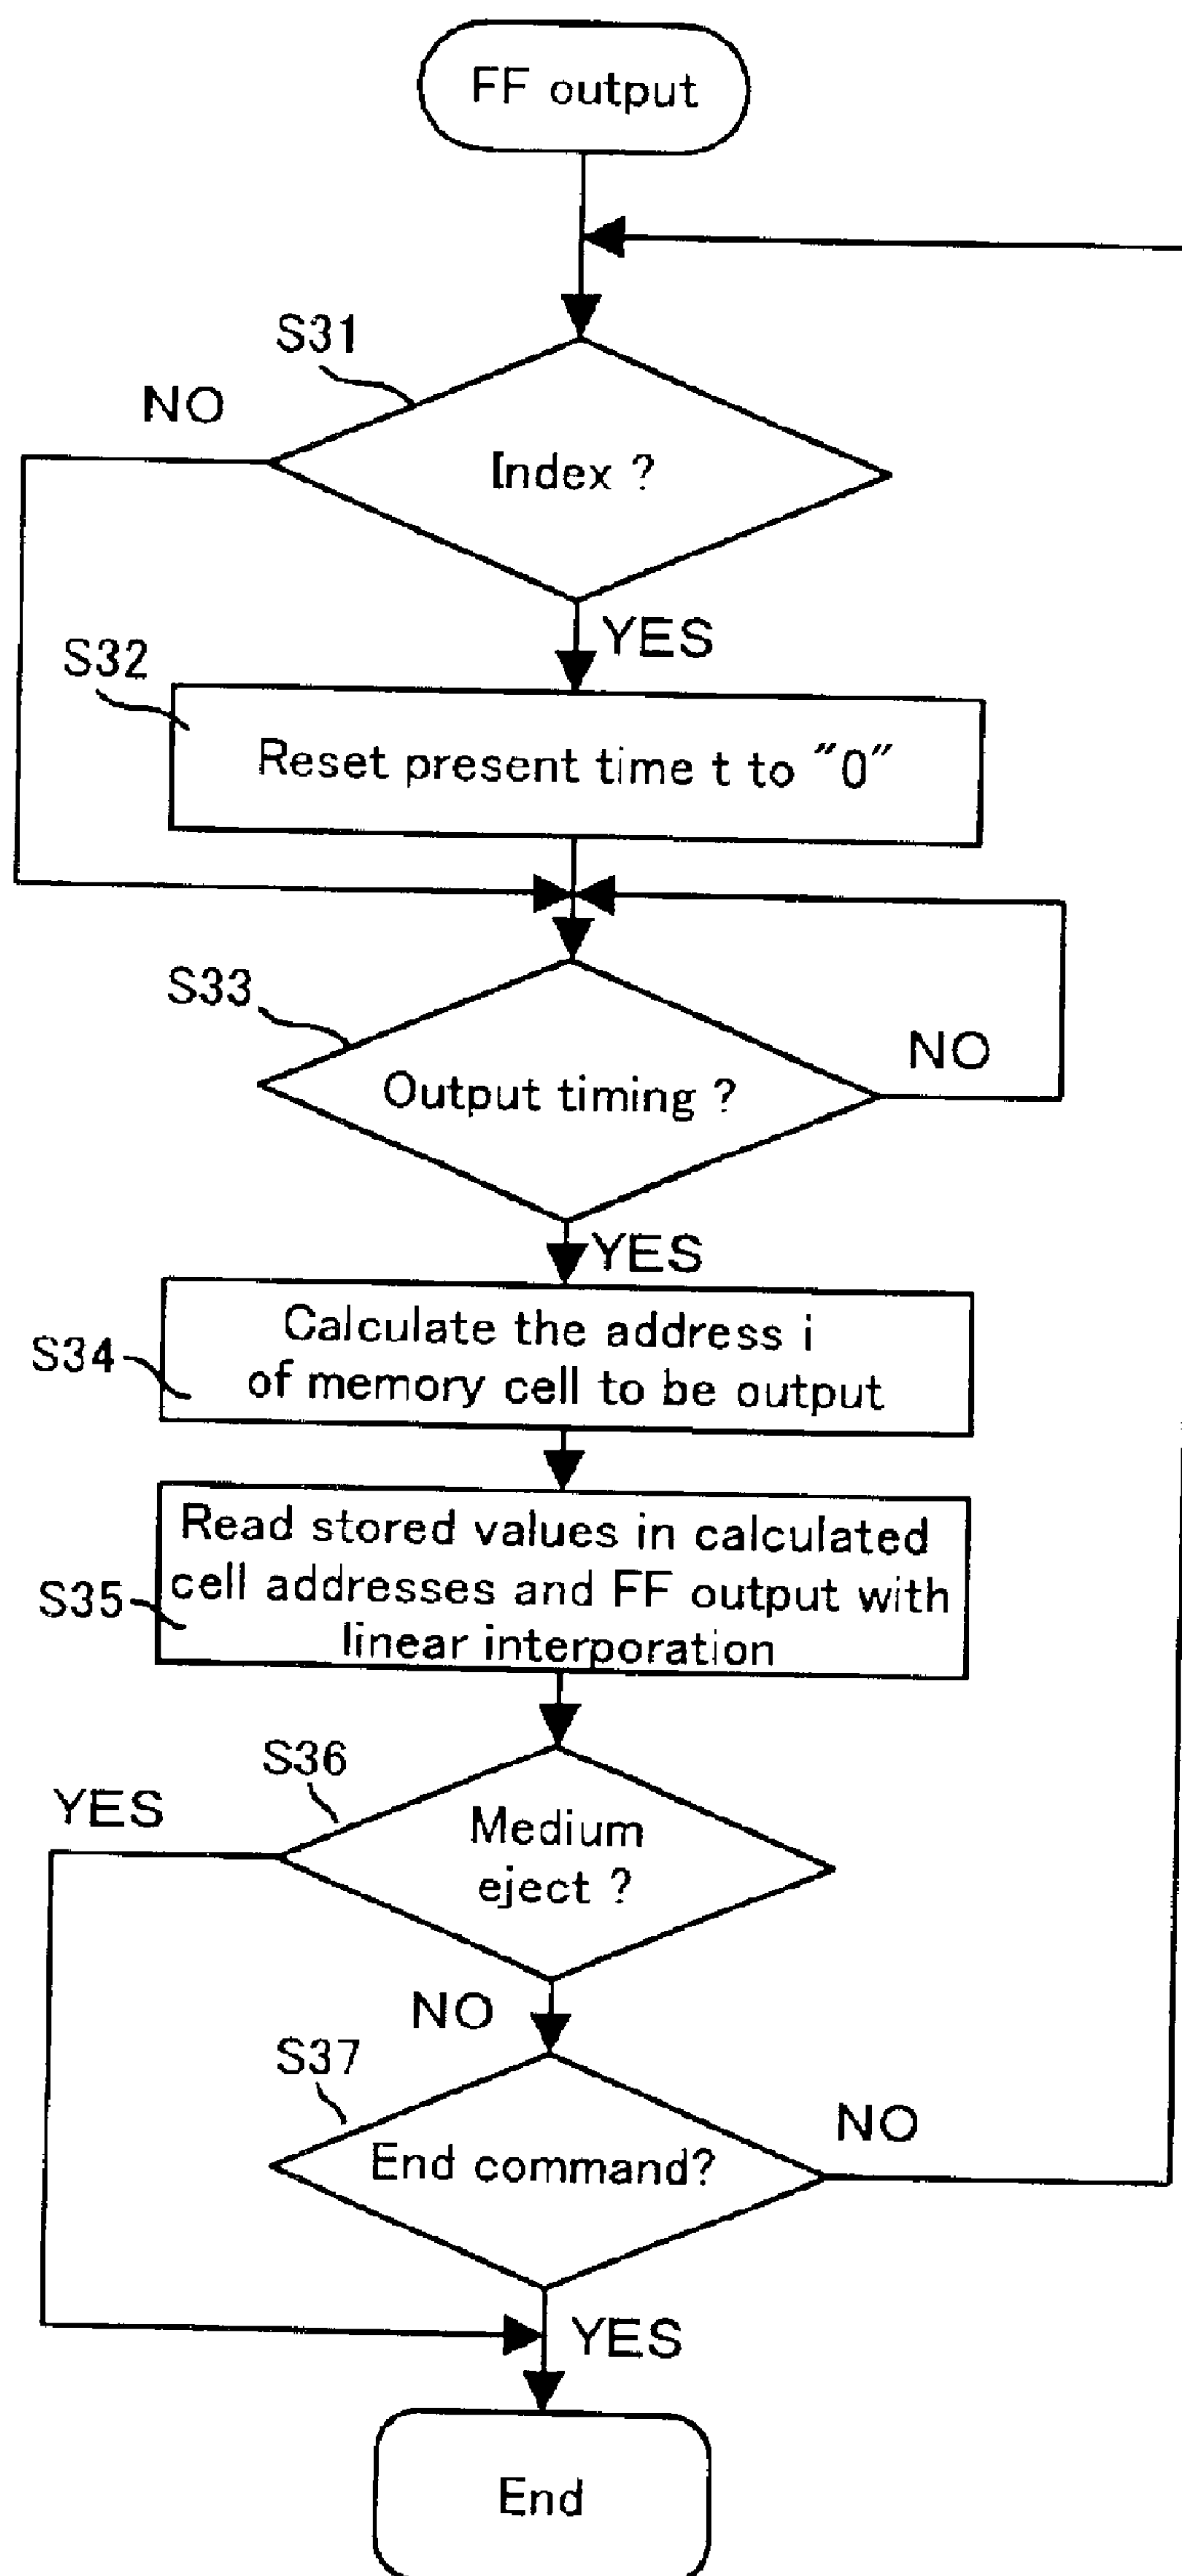 FF output
S31
NO
Index ?
YES
S32
Reset present time t to "0"
S33
NO
Output timing ?
YES
S34
Calculate the address i
of memory cell to be output
S35
Read stored values in calculated
cell addresses and FF output with
linear interporation
S36
YES
Medium
eject ?
NO
S37
NO
End command?
YES
End